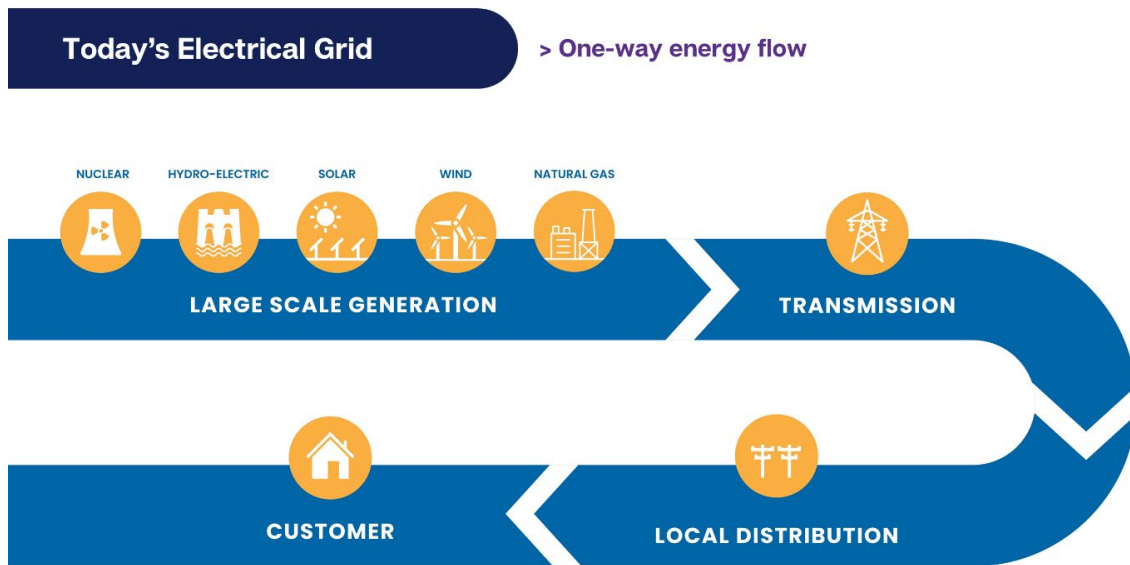 Today's Electrical Grid
> One-way energy flow
NUCLEAR
HYDRO-ELECTRIC
SOLAR
WIND
NATURAL GAS
LARGE SCALE GENERATION
TRANSMISSION
CUSTOMER
LOCAL DISTRIBUTION